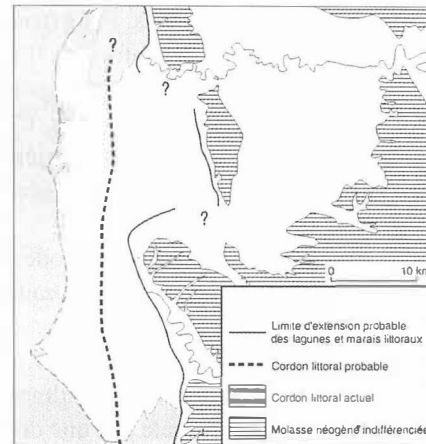 ?
?
?
0 10 km
Limite d'extension probable
des lagunes et marais littoraux
Cordon littoral probable
Cordon littoral actuel
Molasse néogène indifférenciée